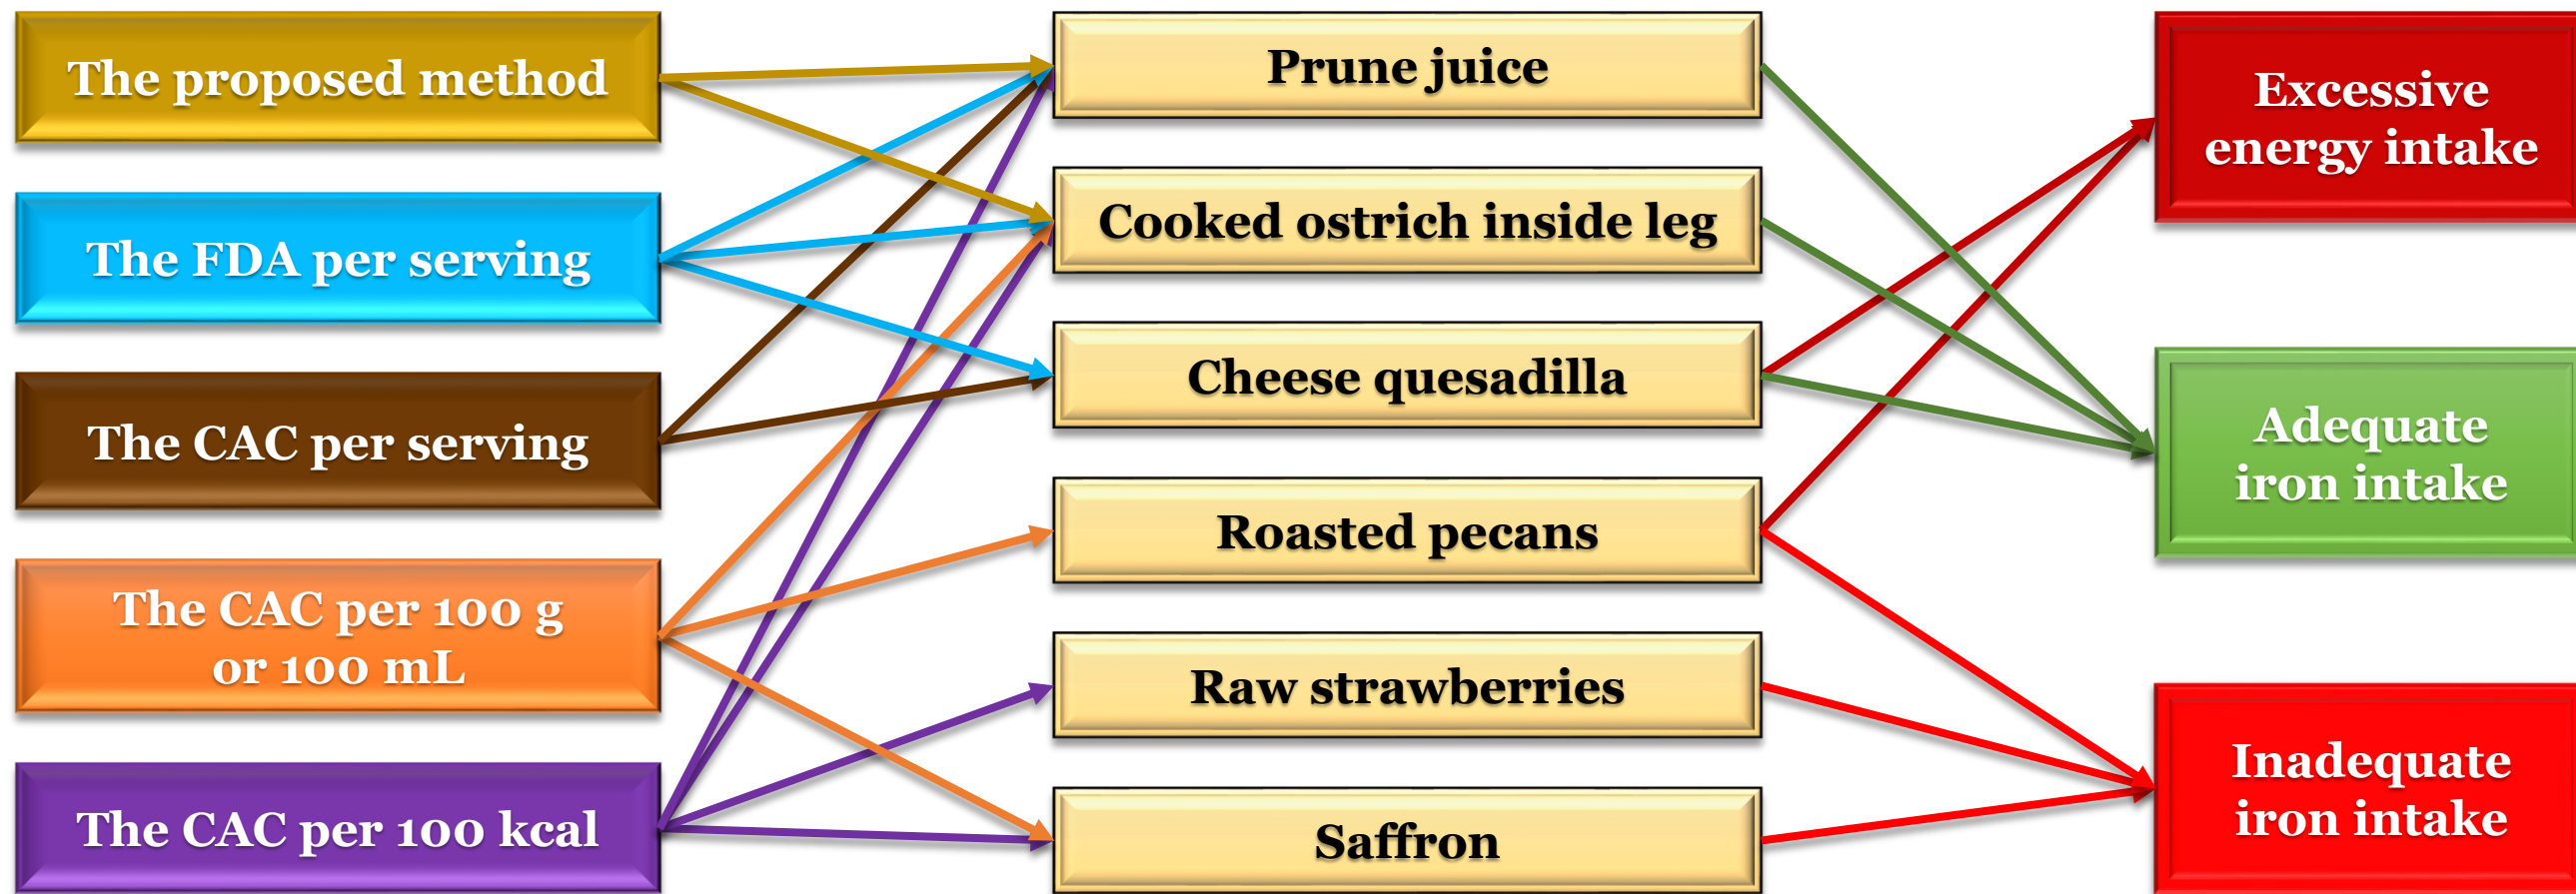 The proposed method
The FDA per serving
The CAC per serving
The CAC per 100 g
or 100 mL
The CAC per 100 kcal
Prune juice
Cooked ostrich inside leg
Cheese quesadilla
Roasted pecans
Raw strawberries
Saffron
Excessive
energy intake
Adequate
iron intake
Inadequate
iron intake